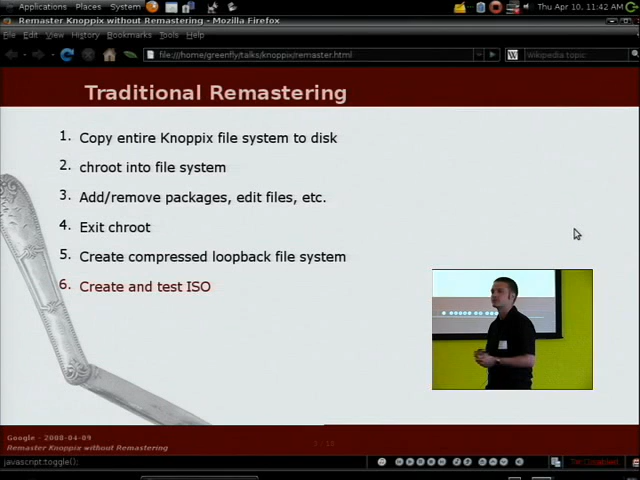 Applications Places System
Thu Apr 10, 11:42 AM
Remaster Knoppix without Remastering - Mozilla Firefox
File Edit View History Bookmarks Tools Help
file:///home/greenfly/talks/knoppix/remaster.html
W Wikipedia topic
Traditional Remastering
1. Copy entire Knoppix file system to disk
2. chroot into file system
3. Add/remove packages, edit files, etc.
4. Exit chroot
5. Create compressed loopback file system
6. Create and test ISO
Google - 2008-04-09
Remaster Knoppix without Remastering
javascript:toggle();
Tor Disabled